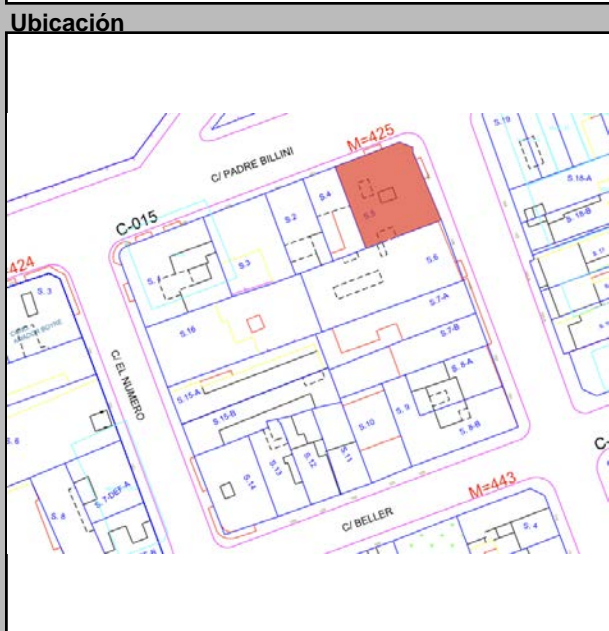 Ubicación
M=425
C/ PADRE BILLINI
C-015
424
S. 3
S.4
S.2
S.5
S.3
S.6
S.7-A
S.7-B
S.16
S.15-A
S.15-B
S.14
S.13
S.12
S.11
S.10
S.9
S.8-A
S.8-B
C/ EL NUMERO
C/ BELLER
M=443
S. 4
C-
S. 6
S. 8
S. 7-DEF-A
S.19
S.18-A
S.18-B